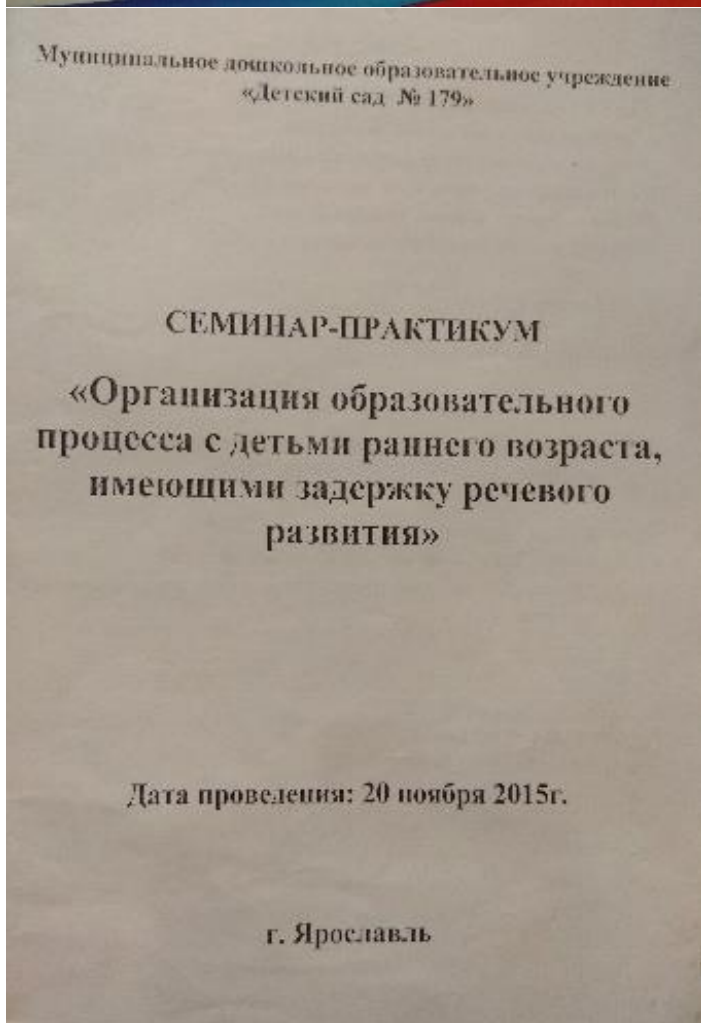 Муниципальное дошкольное образовательное учреждение
«Детский сад № 179»
СЕМИНАР-ПРАКТИКУМ
«Организация образовательного
процесса с детьми раннего возраста,
имеющими задержку речевого
развития»
Дата проведения: 20 ноября 2015г.
г. Ярославль